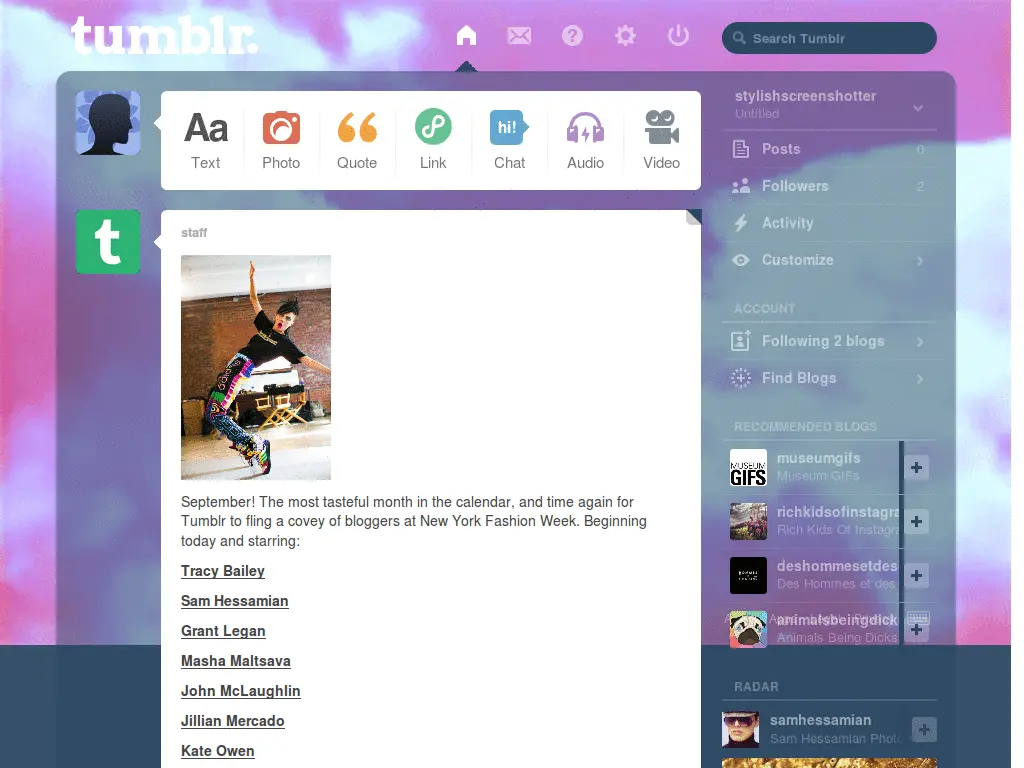 tumblr.
Search Tumblr
Aa
Text
Photo
Quote
Link
hi!
Chat
Audio
Video
t
staff
September! The most tasteful month in the calendar, and time again for
Tumblr to fling a covey of bloggers at New York Fashion Week. Beginning
today and starring:
Tracy Bailey
Sam Hessamian
Grant Legan
Masha Maltsava
John McLaughlin
Jillian Mercado
Kate Owen
stylishscreenshotter
Untitled
Posts 0
Followers 2
Activity
Customize
ACCOUNT
Following 2 blogs
Find Blogs
RECOMMENDED BLOGS
MUSEUM
GIFS
museumgifs
Museum GIFs
richkidsofinstagra
Rich Kids Of Instagra
deshommesetdes
Des Hommes et des
animalsbeingdick
Animals Being Dicks
RADAR
samhessamian
Sam Hessamian Photo